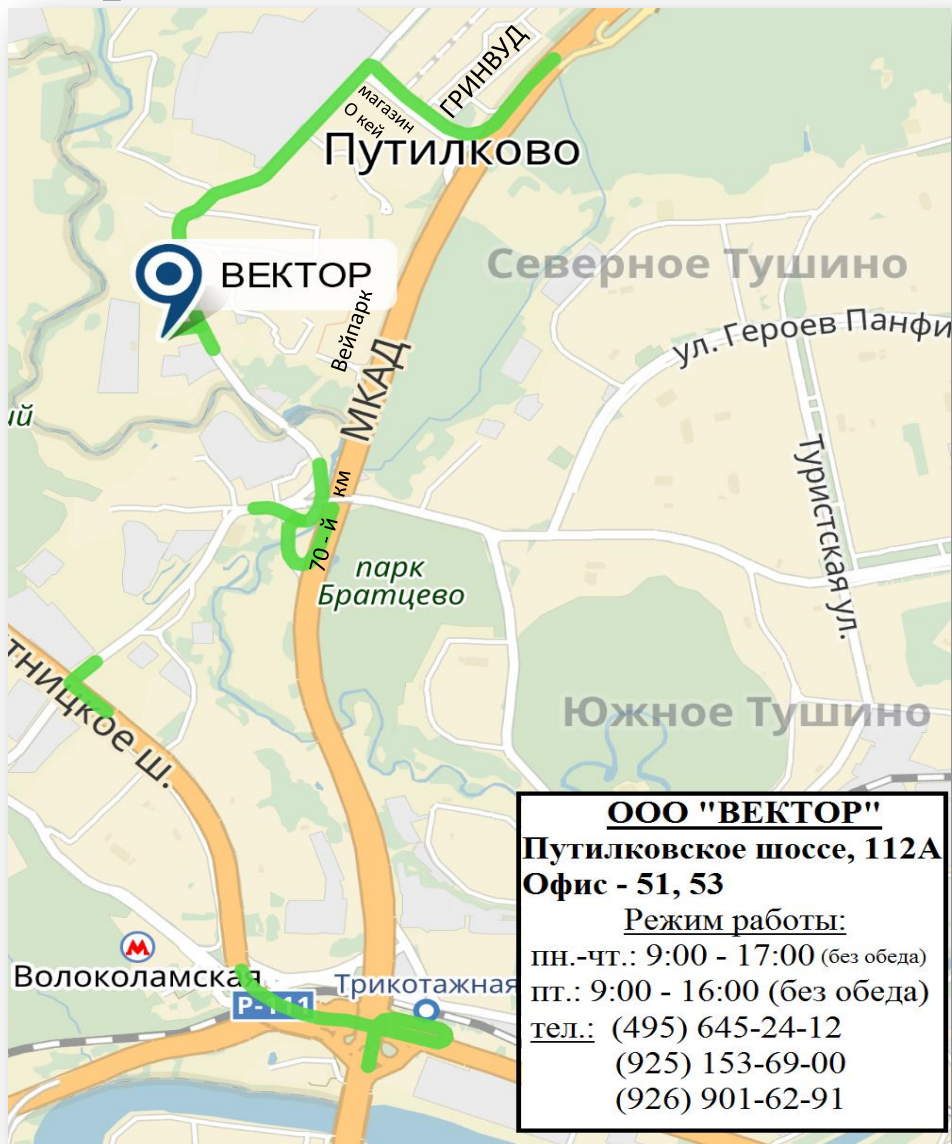 ГРИНВУД
магазин
О кей
Путилково
Северное Тушино
ВЕКТОР
Вейпарк
ул. Героев Панфи
МКАД
ий
Туристская ул.
70 - й км
парк
Братцево
тницкое ш.
Южное Тушино
ООО "ВЕКТОР"
Путилковское шоссе, 112А
Офис - 51, 53
Режим работы:
пн.-чт.: 9:00 - 17:00 (без обеда)
пт.: 9:00 - 16:00 (без обеда)
тел.: (495) 645-24-12
(925) 153-69-00
(926) 901-62-91
М
Волоколамская
Трикотажная
Р-111